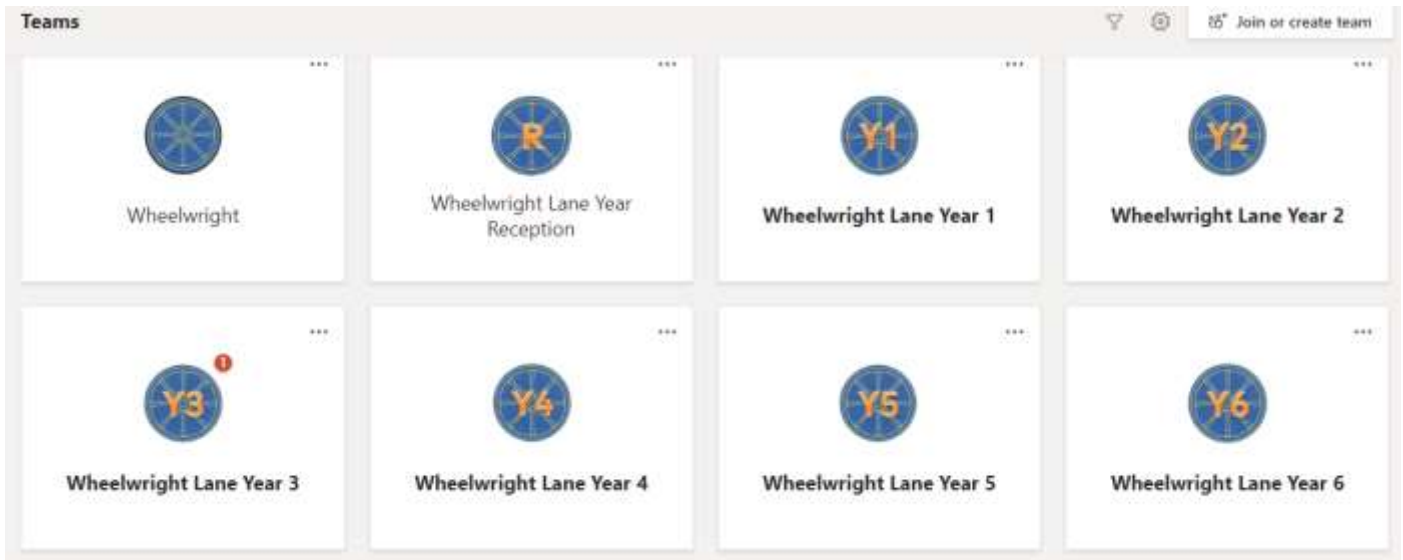 Teams
Join or create team
...
...
...
...
R
Y1
Y2
Wheelwright
Wheelwright Lane Year
Reception
Wheelwright Lane Year 1
Wheelwright Lane Year 2
...
...
...
...
1
Y3
Y4
Y5
Y6
Wheelwright Lane Year 3
Wheelwright Lane Year 4
Wheelwright Lane Year 5
Wheelwright Lane Year 6